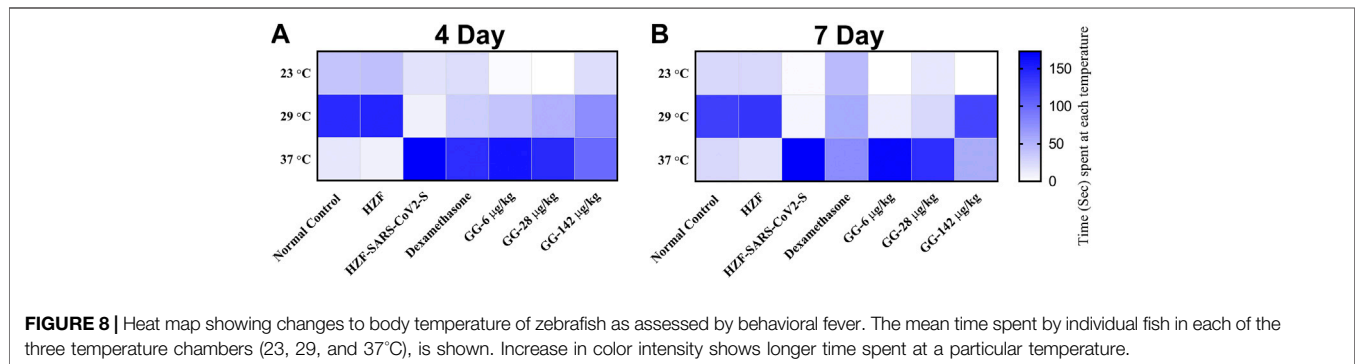 A 4 Day
B 7 Day
23 °C
29 °C
37 °C
Normal Control
HZF
HZF-SARS-CoV2-S
Dexamethasone
GG-6 µg/kg
GG-28 µg/kg
GG-142 µg/kg
23 °C
29 °C
37 °C
Normal Control
HZF
HZF-SARS-CoV2-S
Dexamethasone
GG-6 µg/kg
GG-28 µg/kg
GG-142 µg/kg
150
100
50
0
Time (Sec) spent at each temperature
FIGURE 8 | Heat map showing changes to body temperature of zebrafish as assessed by behavioral fever. The mean time spent by individual fish in each of the
three temperature chambers (23, 29, and 37°C), is shown. Increase in color intensity shows longer time spent at a particular temperature.